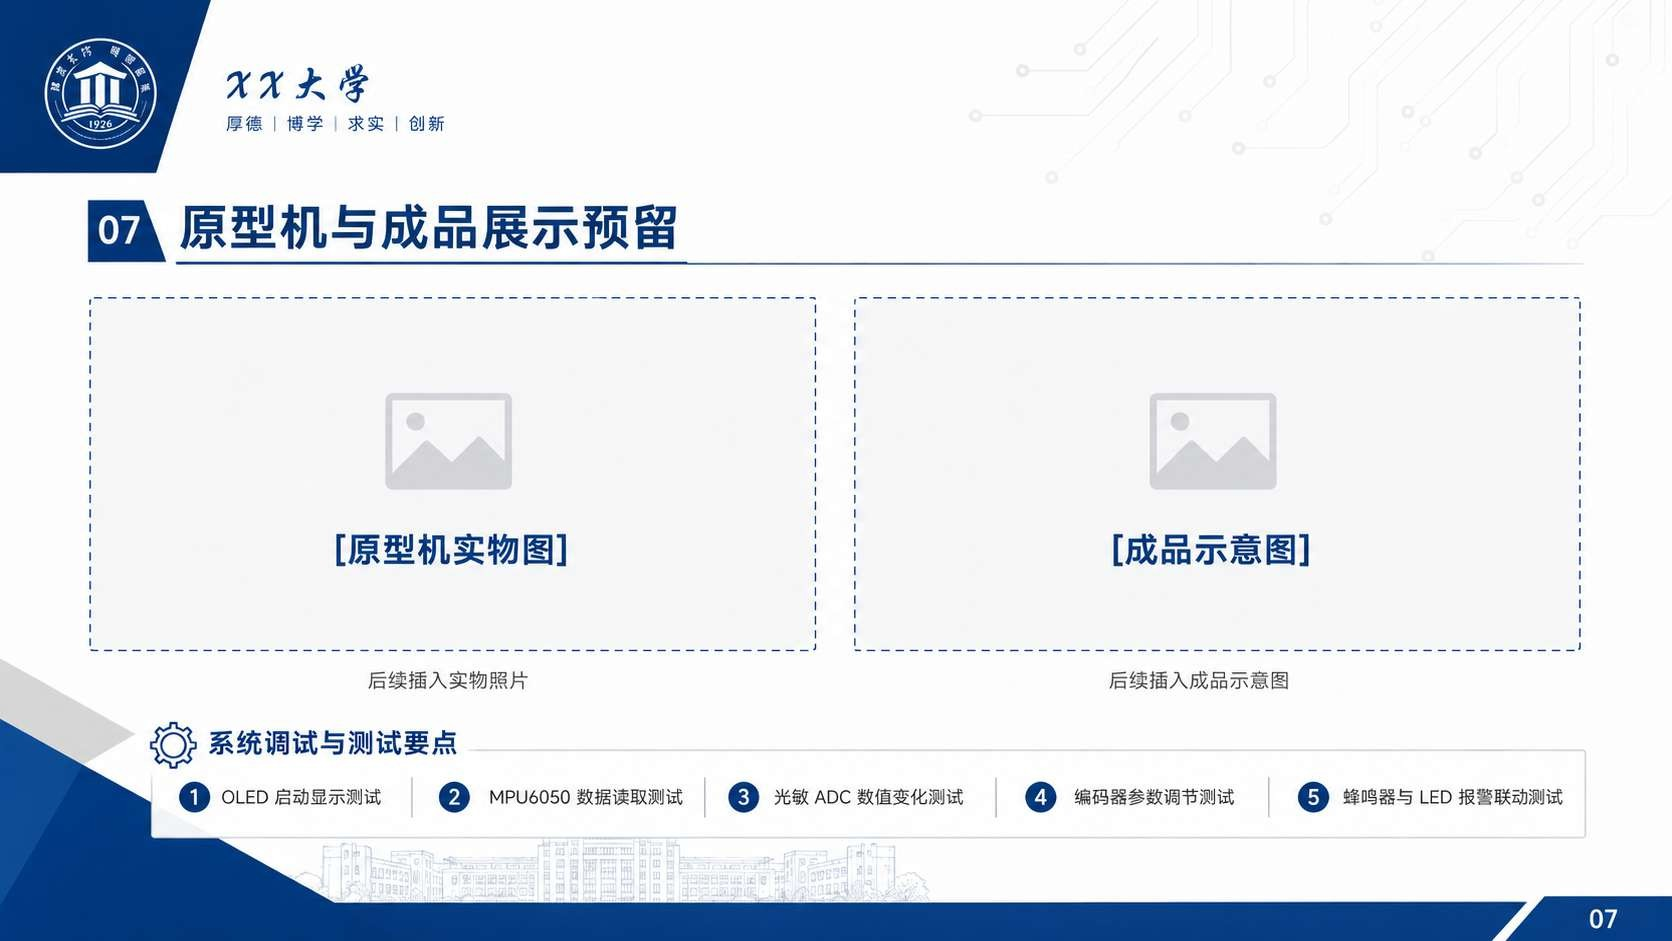 1926
XX大学
厚德 | 博学 | 求实 | 创新
07 原型机与成品展示预留
[原型机实物图]
[成品示意图]
后续插入实物照片
后续插入成品示意图
系统调试与测试要点
1 OLED 启动显示测试
2 MPU6050 数据读取测试
3 光敏 ADC 数值变化测试
4 编码器参数调节测试
5 蜂鸣器与 LED 报警联动测试
07